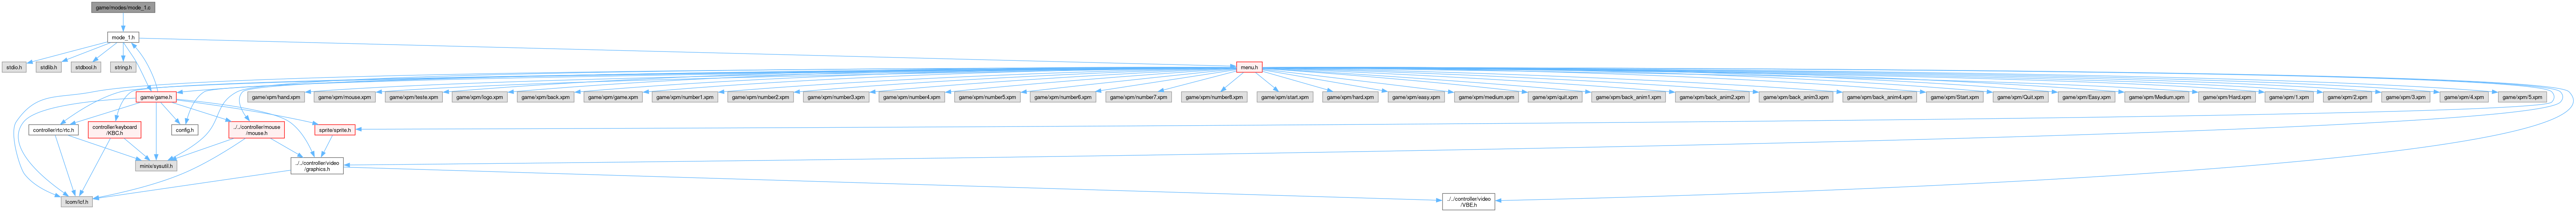 game/modes/mode_1.c
mode_1.h
stdio.h
stdlib.h
stdbool.h
string.h
menu.h
game/game.h
game/xpm/hand.xpm
game/xpm/mouse.xpm
game/xpm/teste.xpm
game/xpm/logo.xpm
game/xpm/back.xpm
game/xpm/game.xpm
game/xpm/number1.xpm
game/xpm/number2.xpm
game/xpm/number3.xpm
game/xpm/number4.xpm
game/xpm/number5.xpm
game/xpm/number6.xpm
game/xpm/number7.xpm
game/xpm/number8.xpm
game/xpm/start.xpm
game/xpm/hard.xpm
game/xpm/easy.xpm
game/xpm/medium.xpm
game/xpm/quit.xpm
game/xpm/back_anim1.xpm
game/xpm/back_anim2.xpm
game/xpm/back_anim3.xpm
game/xpm/back_anim4.xpm
game/xpm/Start.xpm
game/xpm/Quit.xpm
game/xpm/Easy.xpm
game/xpm/Medium.xpm
game/xpm/Hard.xpm
game/xpm/1.xpm
game/xpm/2.xpm
game/xpm/3.xpm
game/xpm/4.xpm
game/xpm/5.xpm
controller/rtc/rtc.h
controller/keyboard
/KBC.h
config.h
../../controller/mouse
/mouse.h
sprite/sprite.h
minix/sysutil.h
../../controller/video
/graphics.h
lcom/lcf.h
../../controller/video
/VBE.h